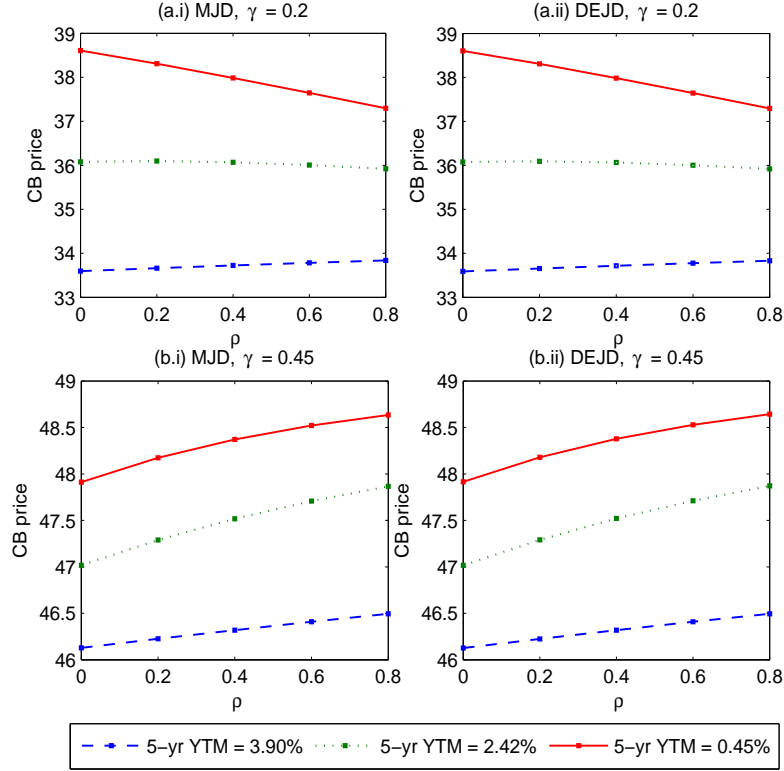 (a.i) MJD, γ = 0.2
(a.ii) DEJD, γ = 0.2
CB price
39
38
37
36
35
34
33
0 0.2 0.4 0.6 0.8
ρ
CB price
39
38
37
36
35
34
33
0 0.2 0.4 0.6 0.8
ρ
(b.i) MJD, γ = 0.45
(b.ii) DEJD, γ = 0.45
CB price
49
48.5
48
47.5
47
46.5
46
0 0.2 0.4 0.6 0.8
ρ
CB price
49
48.5
48
47.5
47
46.5
46
0 0.2 0.4 0.6 0.8
ρ
5−yr YTM = 3.90% 5−yr YTM = 2.42% 5−yr YTM = 0.45%